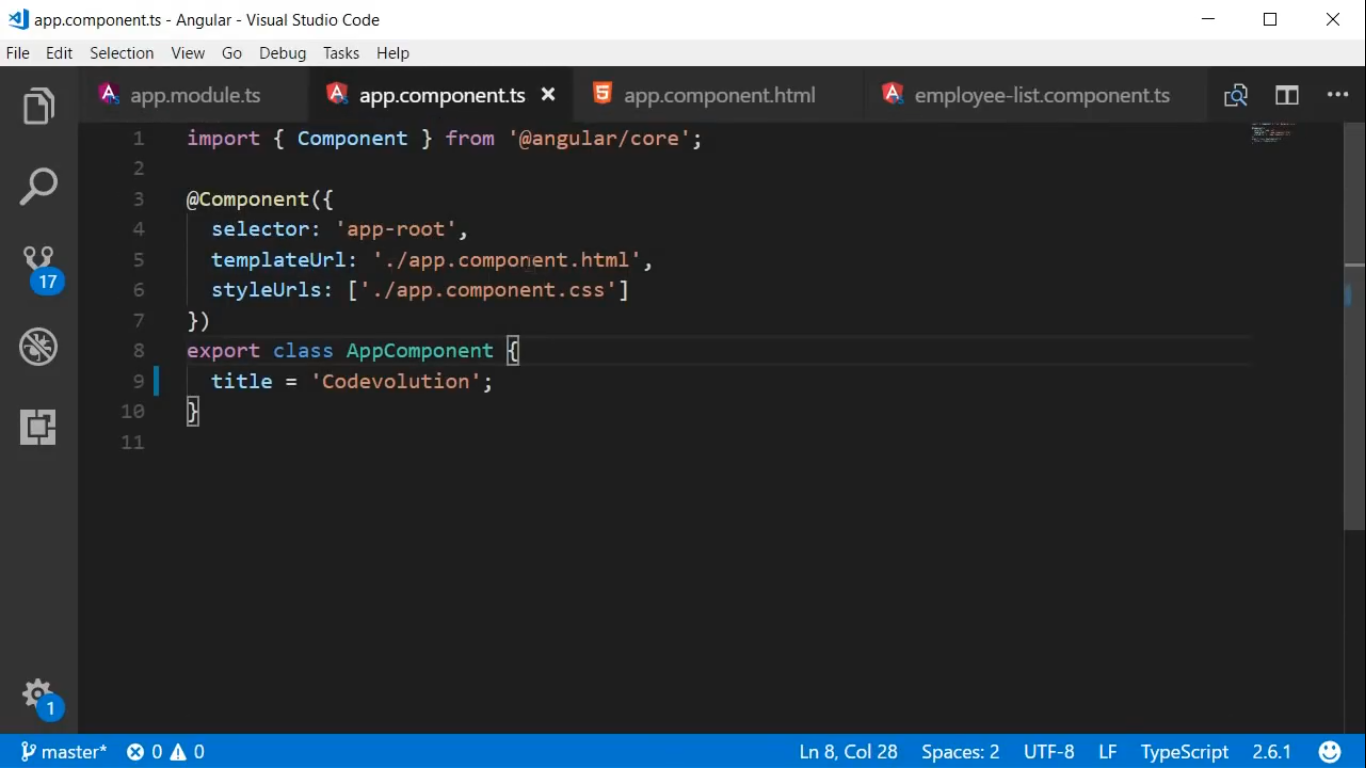 app.component.ts - Angular - Visual Studio Code
File Edit Selection View Go Debug Tasks Help
app.module.ts app.component.ts app.component.html employee-list.component.ts
1 import { Component } from '@angular/core';
2
3 @Component({
4 selector: 'app-root',
5 templateUrl: './app.component.html',
6 styleUrls: ['./app.component.css']
7 })
8 export class AppComponent {
9 title = 'Codevolution';
10 }
11
17
1
master* 0 0 Ln 8, Col 28 Spaces: 2 UTF-8 LF TypeScript 2.6.1